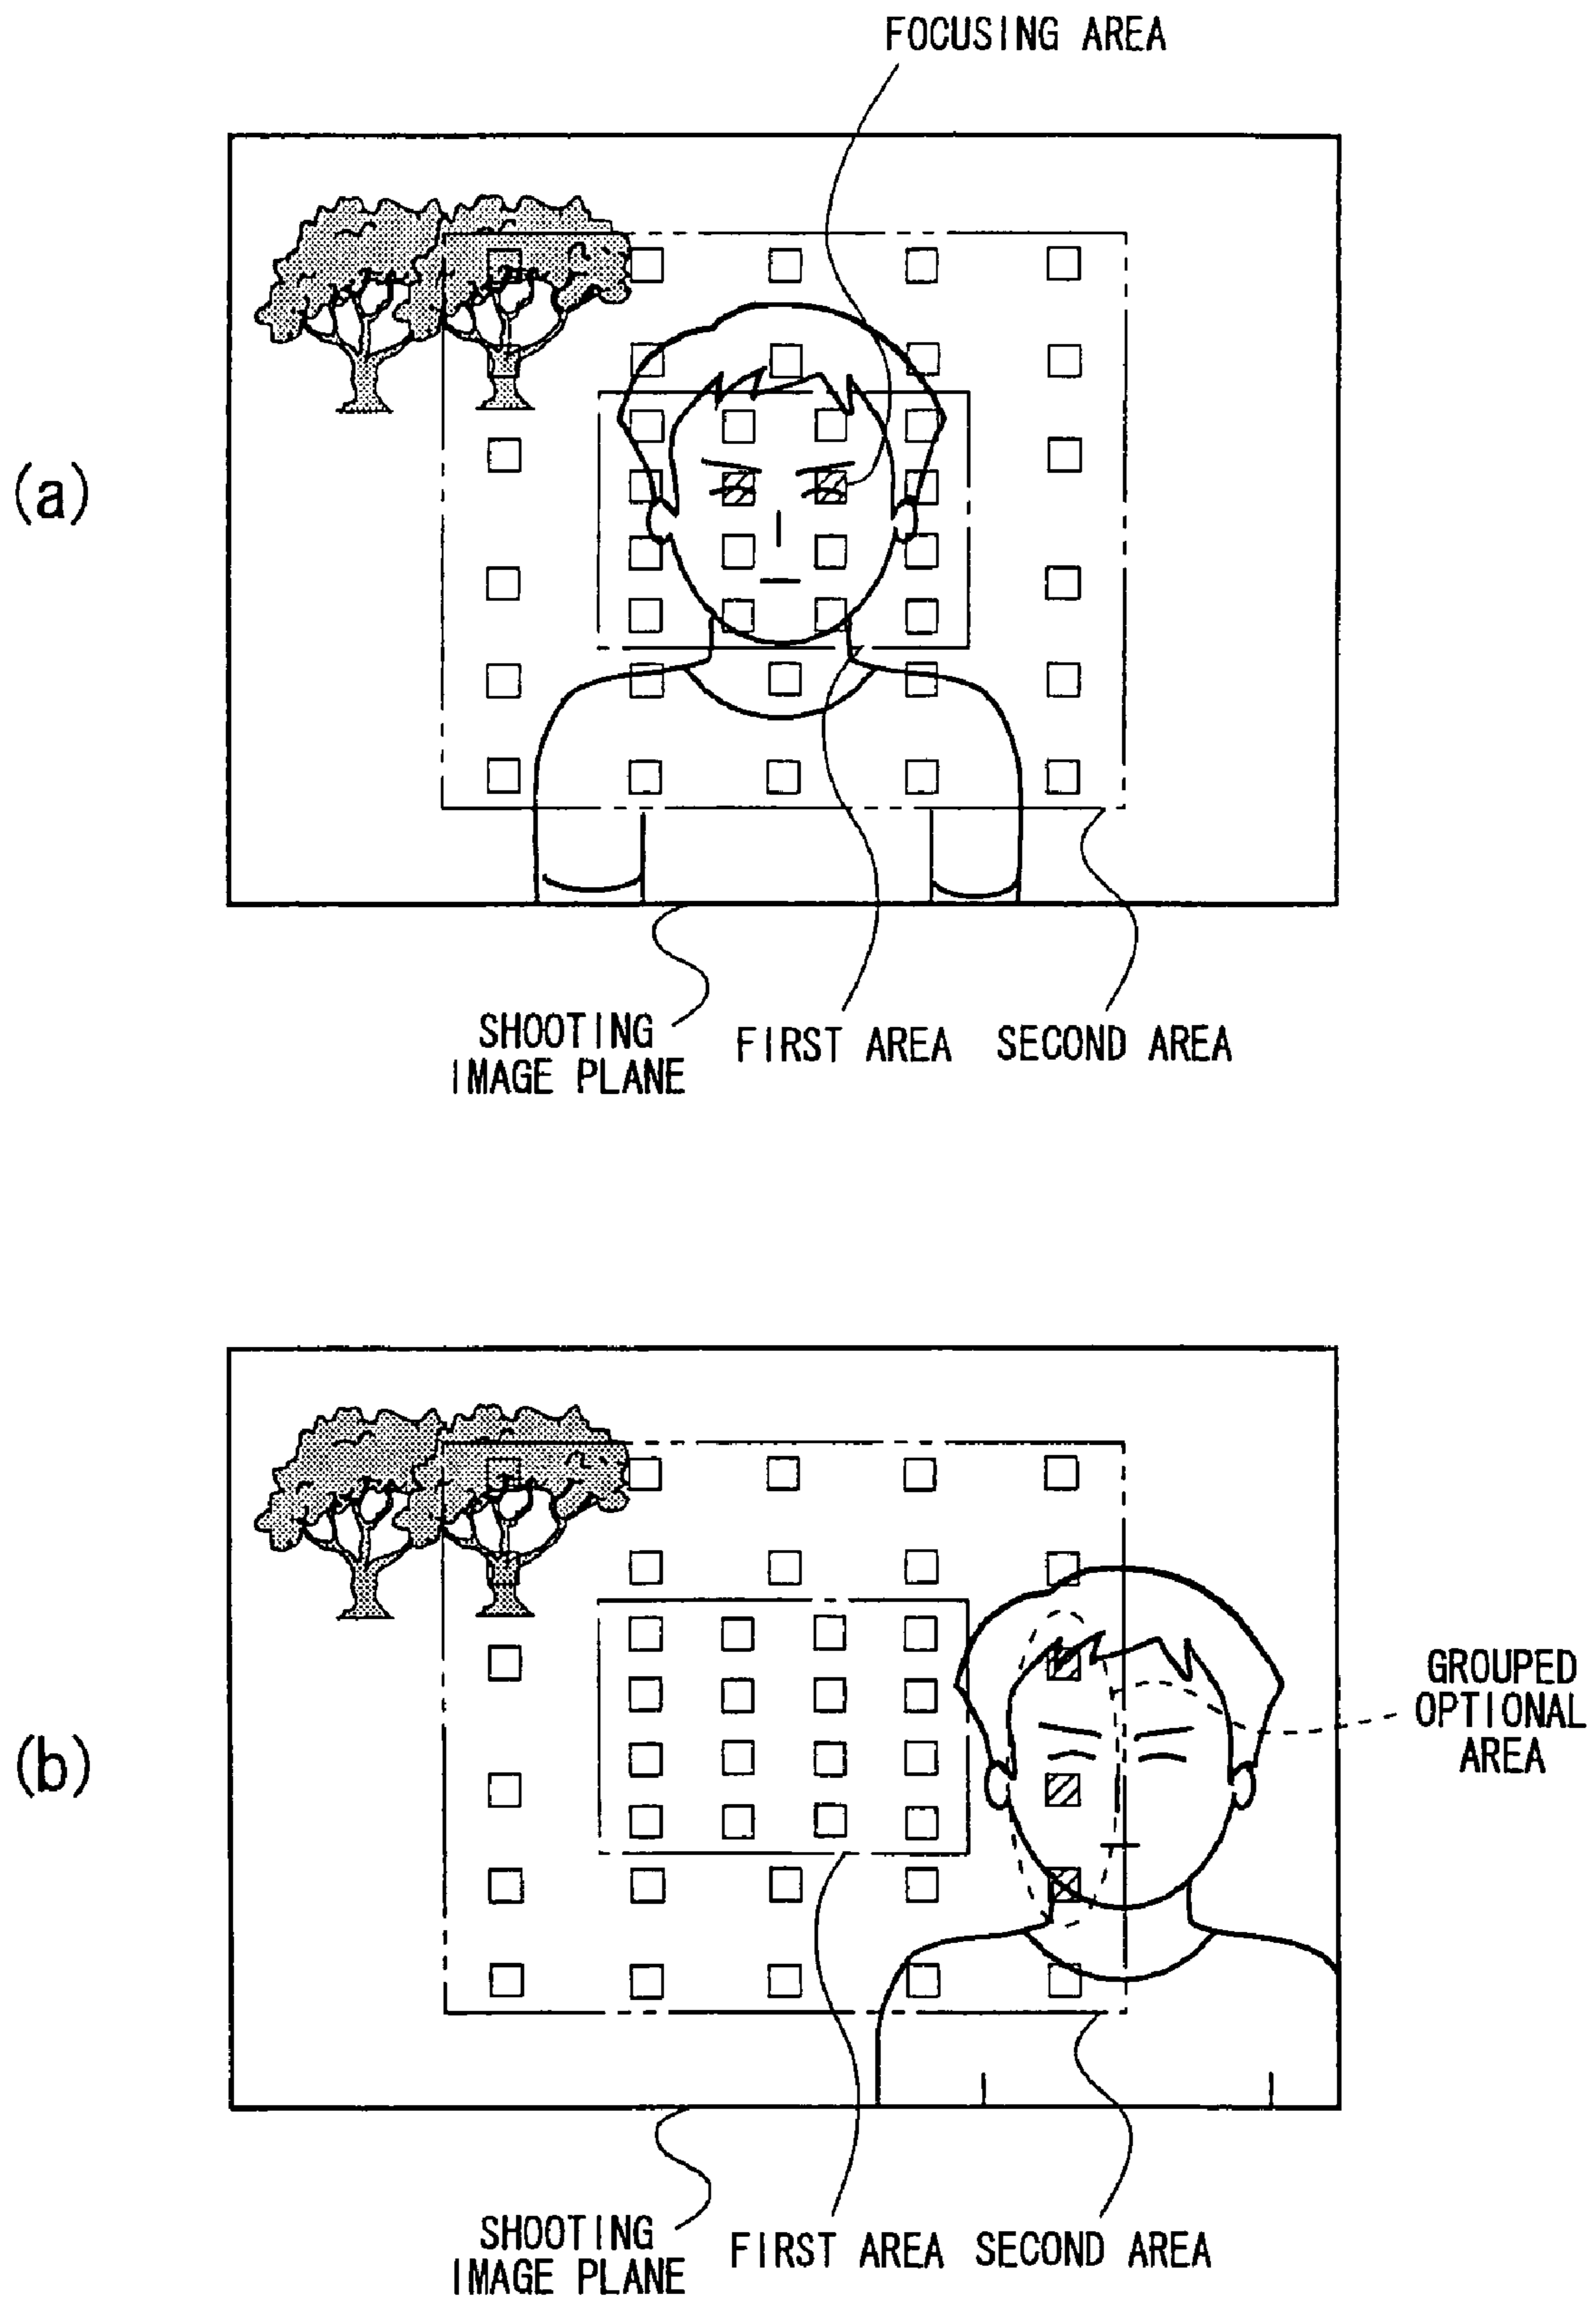 FOCUSING AREA
(a)
SHOOTING
IMAGE PLANE
FIRST AREA
SECOND AREA
GROUPED
OPTIONAL
AREA
(b)
SHOOTING
IMAGE PLANE
FIRST AREA
SECOND AREA